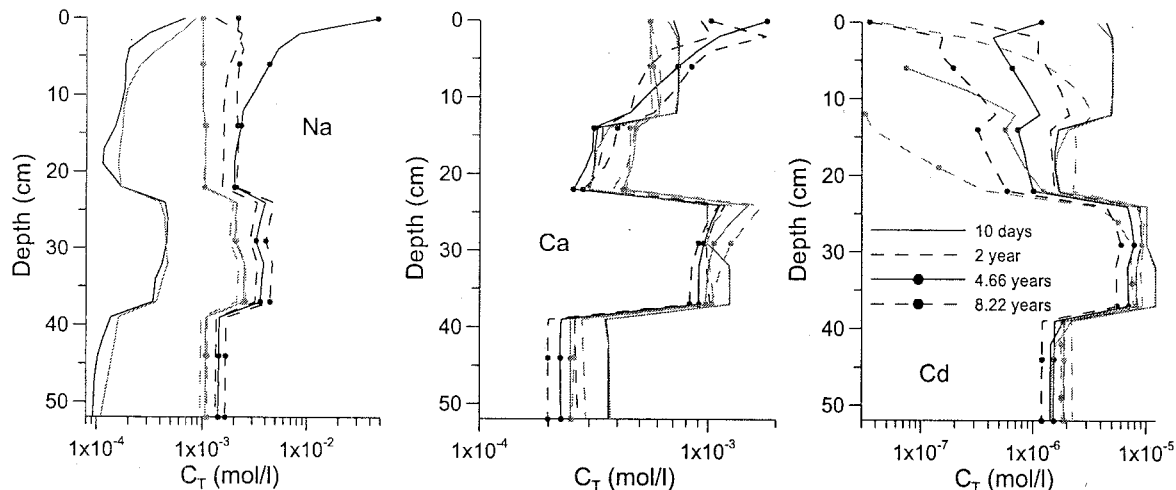 0
10
20
30
40
50
Depth (cm)
Na
1x10⁻⁴
1x10⁻³
1x10⁻²
C_T (mol/l)
0
10
20
30
40
50
Depth (cm)
Ca
1x10⁻⁴
1x10⁻³
C_T (mol/l)
0
10
20
30
40
50
Depth (cm)
10 days
2 year
4.66 years
8.22 years
Cd
1x10⁻⁷
1x10⁻⁶
1x10⁻⁵
C_T (mol/l)